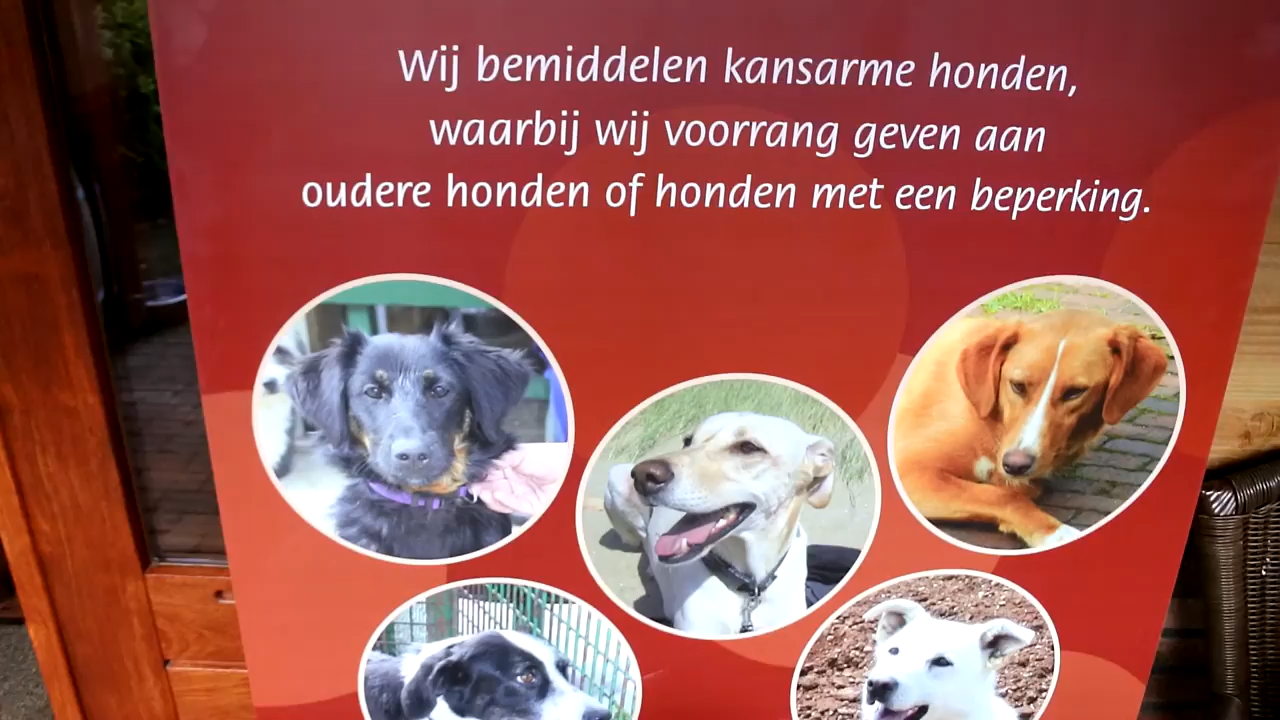 Wij bemiddelen kansarme honden,
waarbij wij voorrang geven aan
oudere honden of honden met een beperking.